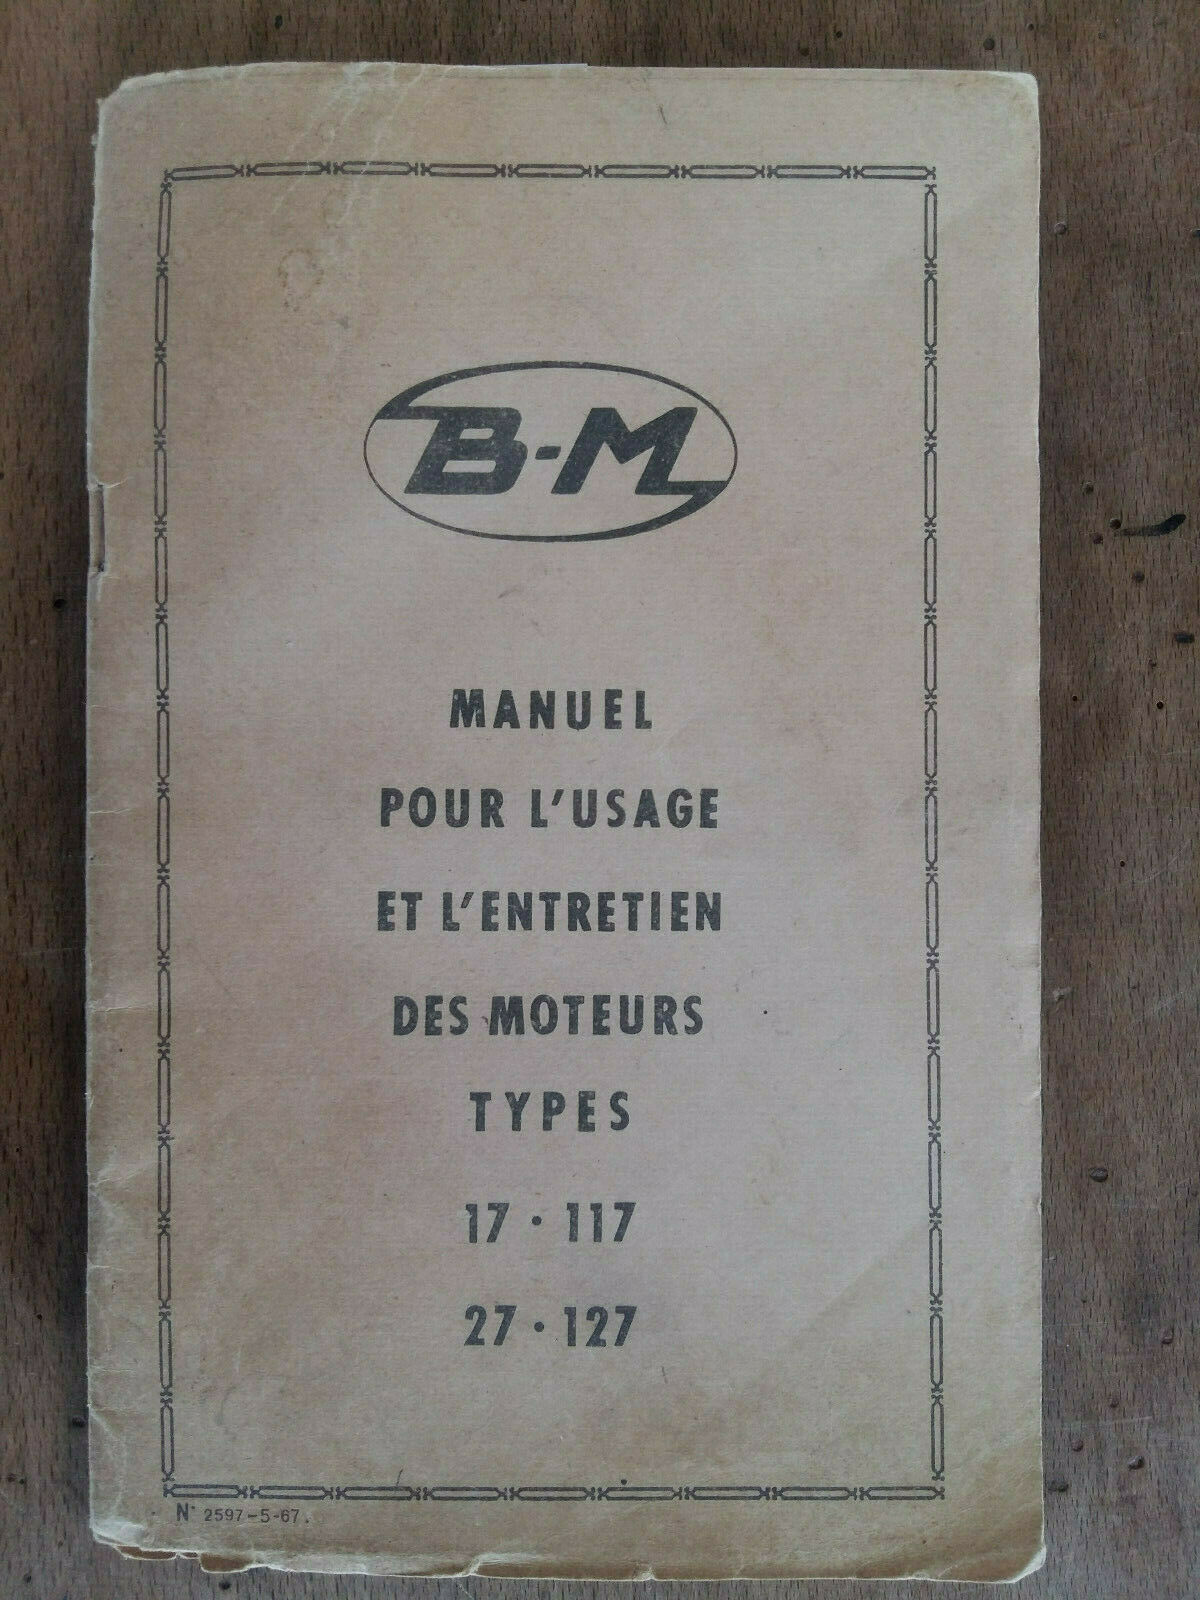 B-M
MANUEL
POUR L'USAGE
ET L'ENTRETIEN
DES MOTEURS
TYPES
17 • 117
27 • 127
N° 2597-5-67.